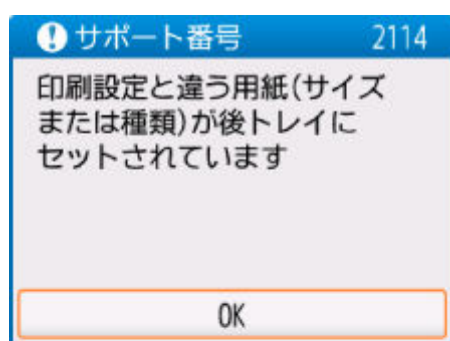 サポート番号 2114
印刷設定と違う用紙(サイズ
または種類)が後トレイに
セットされています
OK